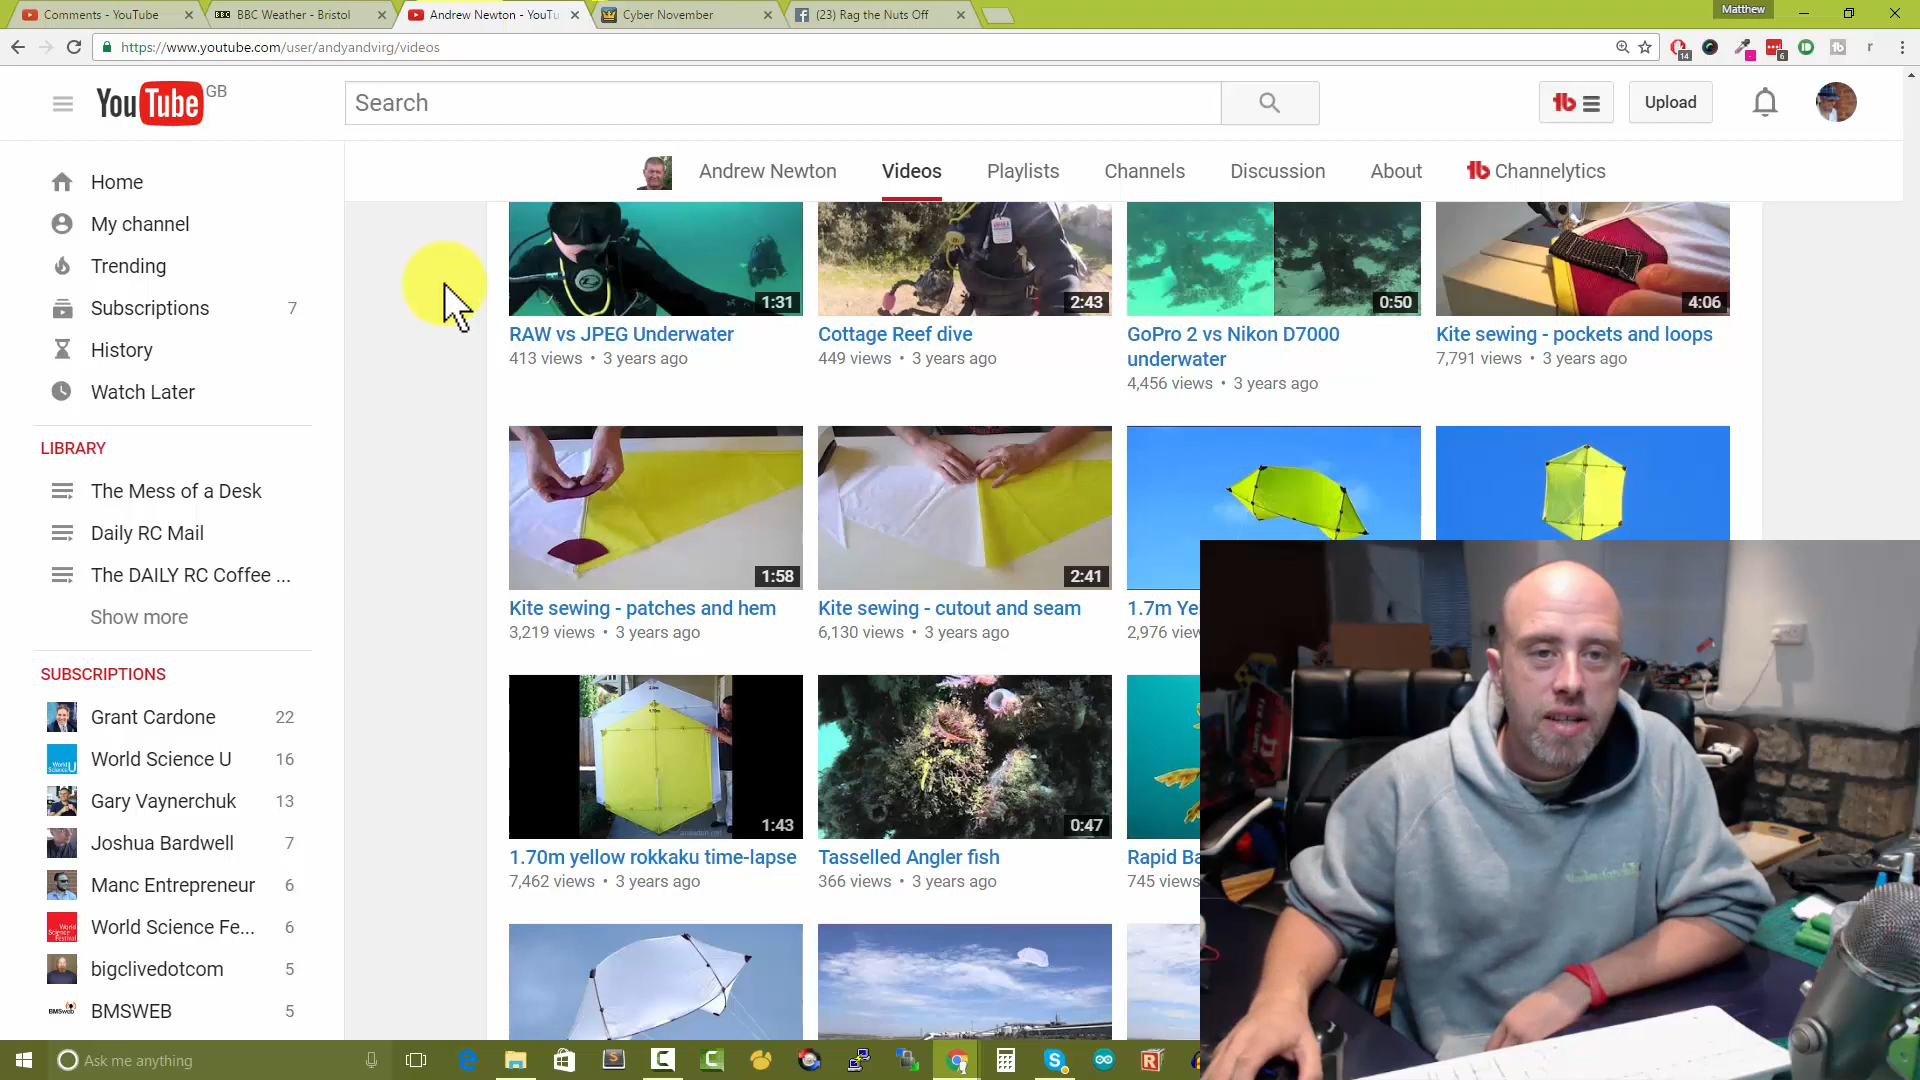 Comments - YouTube
BBC Weather - Bristol
Andrew Newton - YouTu
Cyber November
(23) Rag the Nuts Off
Matthew
https://www.youtube.com/user/andyandvirg/videos
14
6
YouTube GB
Search
Upload
Andrew Newton
Videos
Playlists
Channels
Discussion
About
Channelytics
Home
My channel
Trending
Subscriptions 7
History
Watch Later
LIBRARY
The Mess of a Desk
Daily RC Mail
The DAILY RC Coffee ...
Show more
SUBSCRIPTIONS
Grant Cardone 22
World Science U 16
Gary Vaynerchuk 13
Joshua Bardwell 7
Manc Entrepreneur 6
World Science Fe... 6
bigclivedotcom 5
BMSWEB 5
1:31
RAW vs JPEG Underwater
413 views • 3 years ago
2:43
Cottage Reef dive
449 views • 3 years ago
0:50
GoPro 2 vs Nikon D7000
underwater
4,456 views • 3 years ago
4:06
Kite sewing - pockets and loops
7,791 views • 3 years ago
1:58
Kite sewing - patches and hem
3,219 views • 3 years ago
2:41
Kite sewing - cutout and seam
6,130 views • 3 years ago
1.7m Ye
2,976 view
1:43
1.70m yellow rokkaku time-lapse
7,462 views • 3 years ago
0:47
Tasselled Angler fish
366 views • 3 years ago
Rapid Ba
745 views
Ask me anything